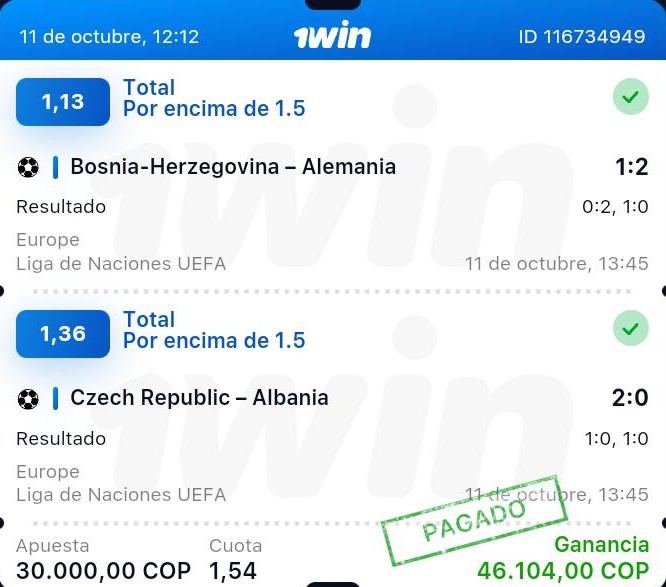 11 de octubre, 12:12 1win ID 116734949
1,13 Total
Por encima de 1.5
Bosnia-Herzegovina – Alemania 1:2
Resultado 0:2, 1:0
Europe
Liga de Naciones UEFA 11 de octubre, 13:45
1,36 Total
Por encima de 1.5
Czech Republic – Albania 2:0
Resultado 1:0, 1:0
Europe
Liga de Naciones UEFA 11 de octubre, 13:45
PAGADO
Apuesta Cuota Ganancia
30.000,00 COP 1,54 46.104,00 COP